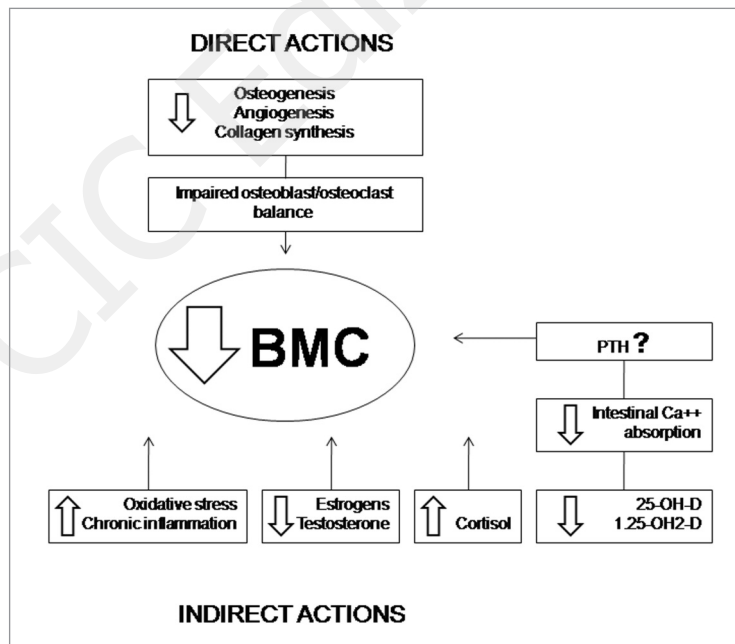 DIRECT ACTIONS
Osteogenesis
Angiogenesis
Collagen synthesis
Impaired osteoblast/osteoclast
balance
BMC
PTH ?
Intestinal Ca++
absorption
Oxidative stress
Chronic inflammation
Estrogens
Testosterone
Cortisol
25-OH-D
1.25-OH2-D
INDIRECT ACTIONS